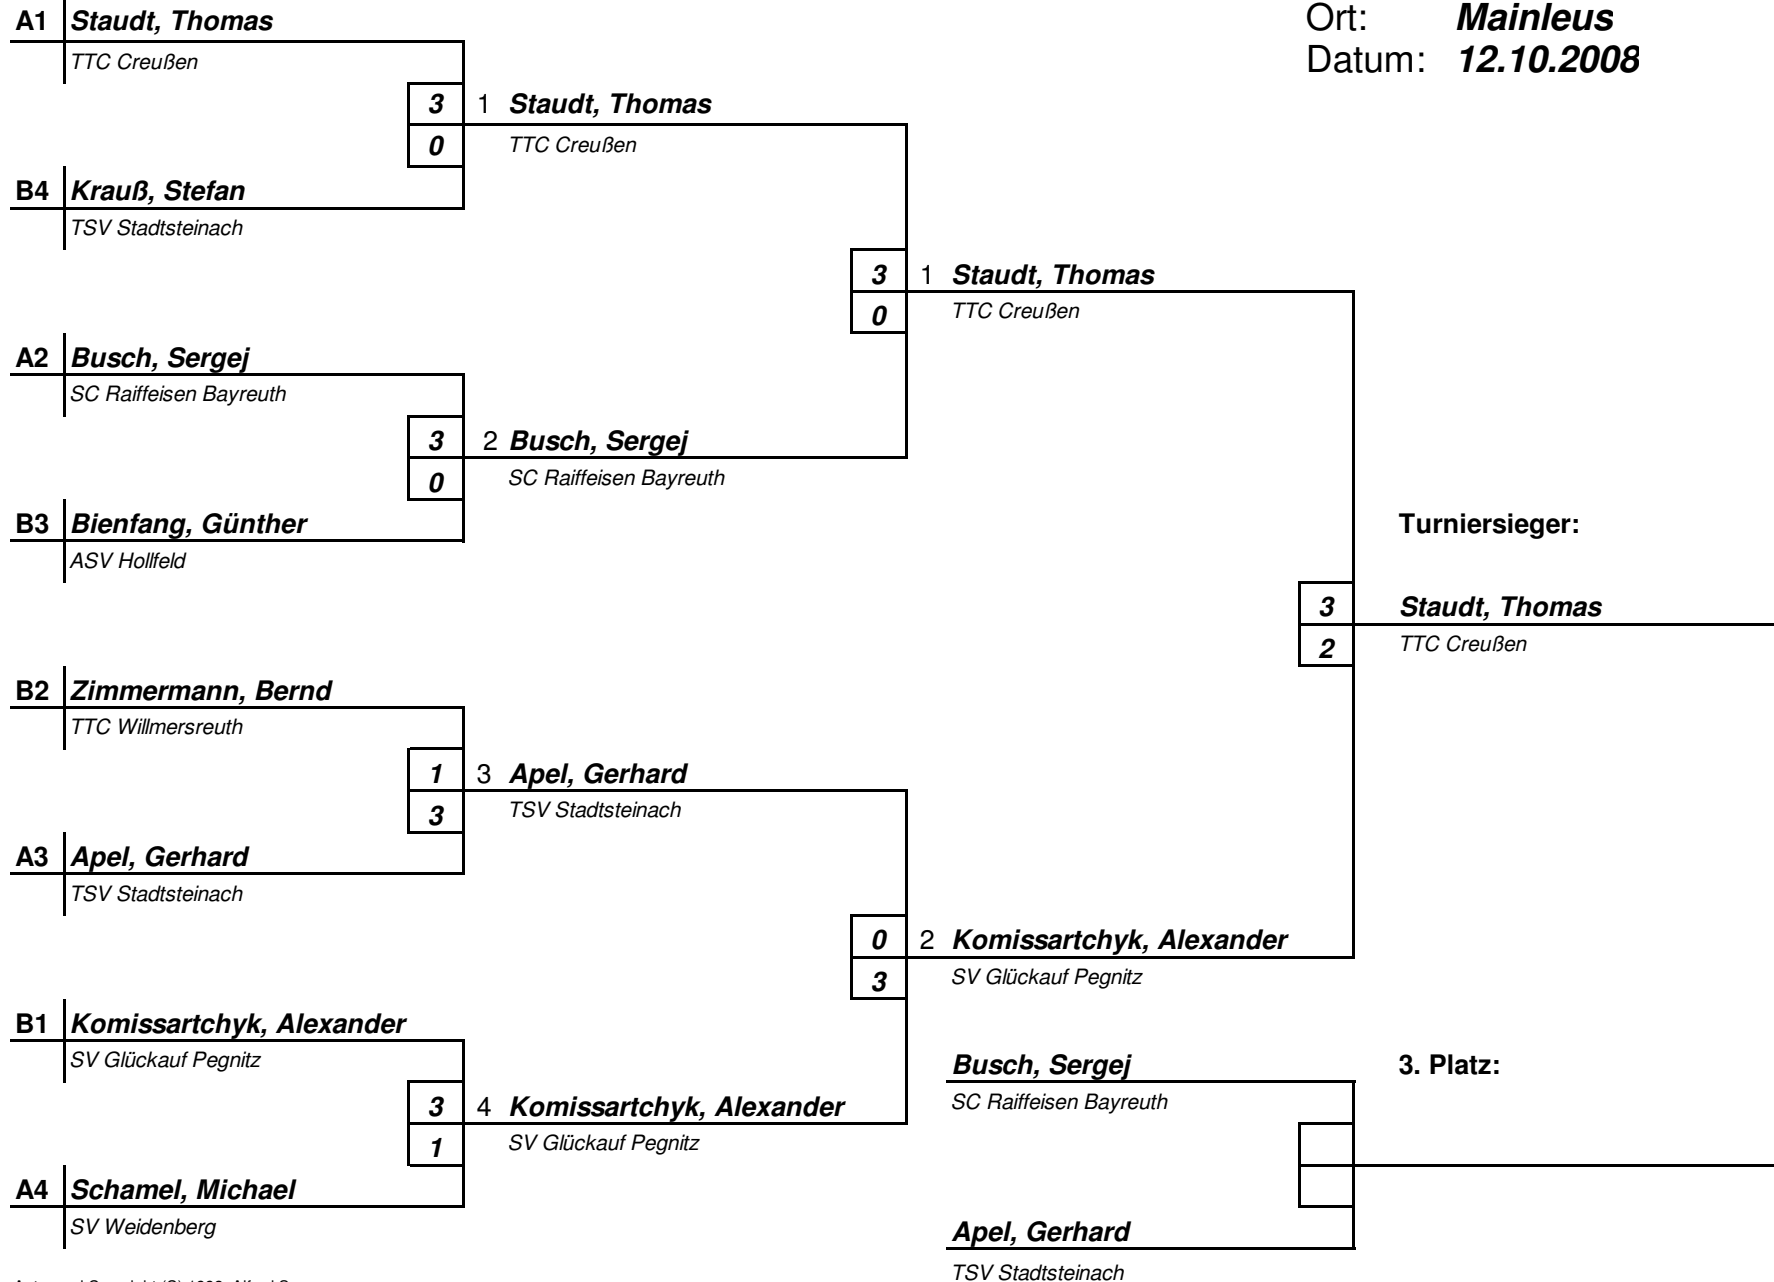 A1 Staudt, Thomas
TTC Creußen
Ort: Mainleus
Datum: 12.10.2008
3 1 Staudt, Thomas
0 TTC Creußen
B4 Krauß, Stefan
TSV Stadtsteinach
3 1 Staudt, Thomas
0 TTC Creußen
A2 Busch, Sergej
SC Raiffeisen Bayreuth
3 2 Busch, Sergej
0 SC Raiffeisen Bayreuth
B3 Bienfang, Günther
ASV Hollfeld
Turniersieger:
3 Staudt, Thomas
2 TTC Creußen
B2 Zimmermann, Bernd
TTC Willmersreuth
1 3 Apel, Gerhard
3 TSV Stadtsteinach
A3 Apel, Gerhard
TSV Stadtsteinach
0 2 Komissartchyk, Alexander
3 SV Glückauf Pegnitz
B1 Komissartchyk, Alexander
SV Glückauf Pegnitz
3 4 Komissartchyk, Alexander
1 SV Glückauf Pegnitz
A4 Schamel, Michael
SV Weidenberg
Busch, Sergej
SC Raiffeisen Bayreuth
3. Platz:
Apel, Gerhard
TSV Stadtsteinach